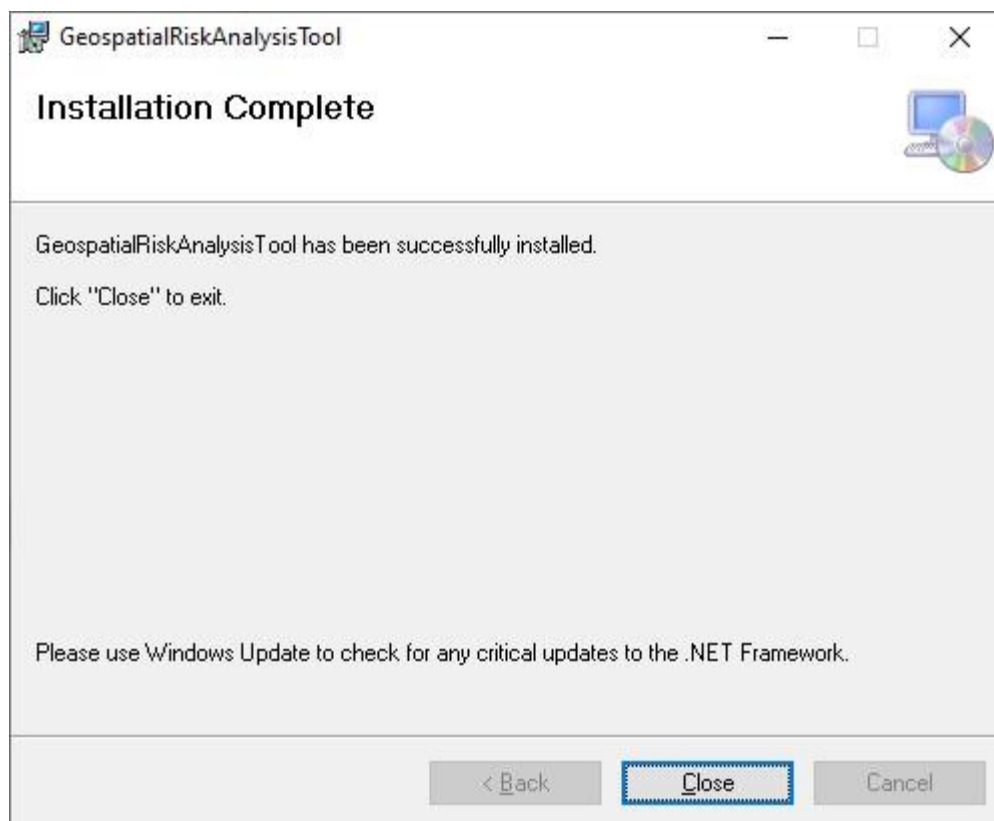 GeospatialRiskAnalysisTool
Installation Complete
GeospatialRiskAnalysisTool has been successfully installed.
Click "Close" to exit.
Please use Windows Update to check for any critical updates to the .NET Framework.
< Back
Close
Cancel